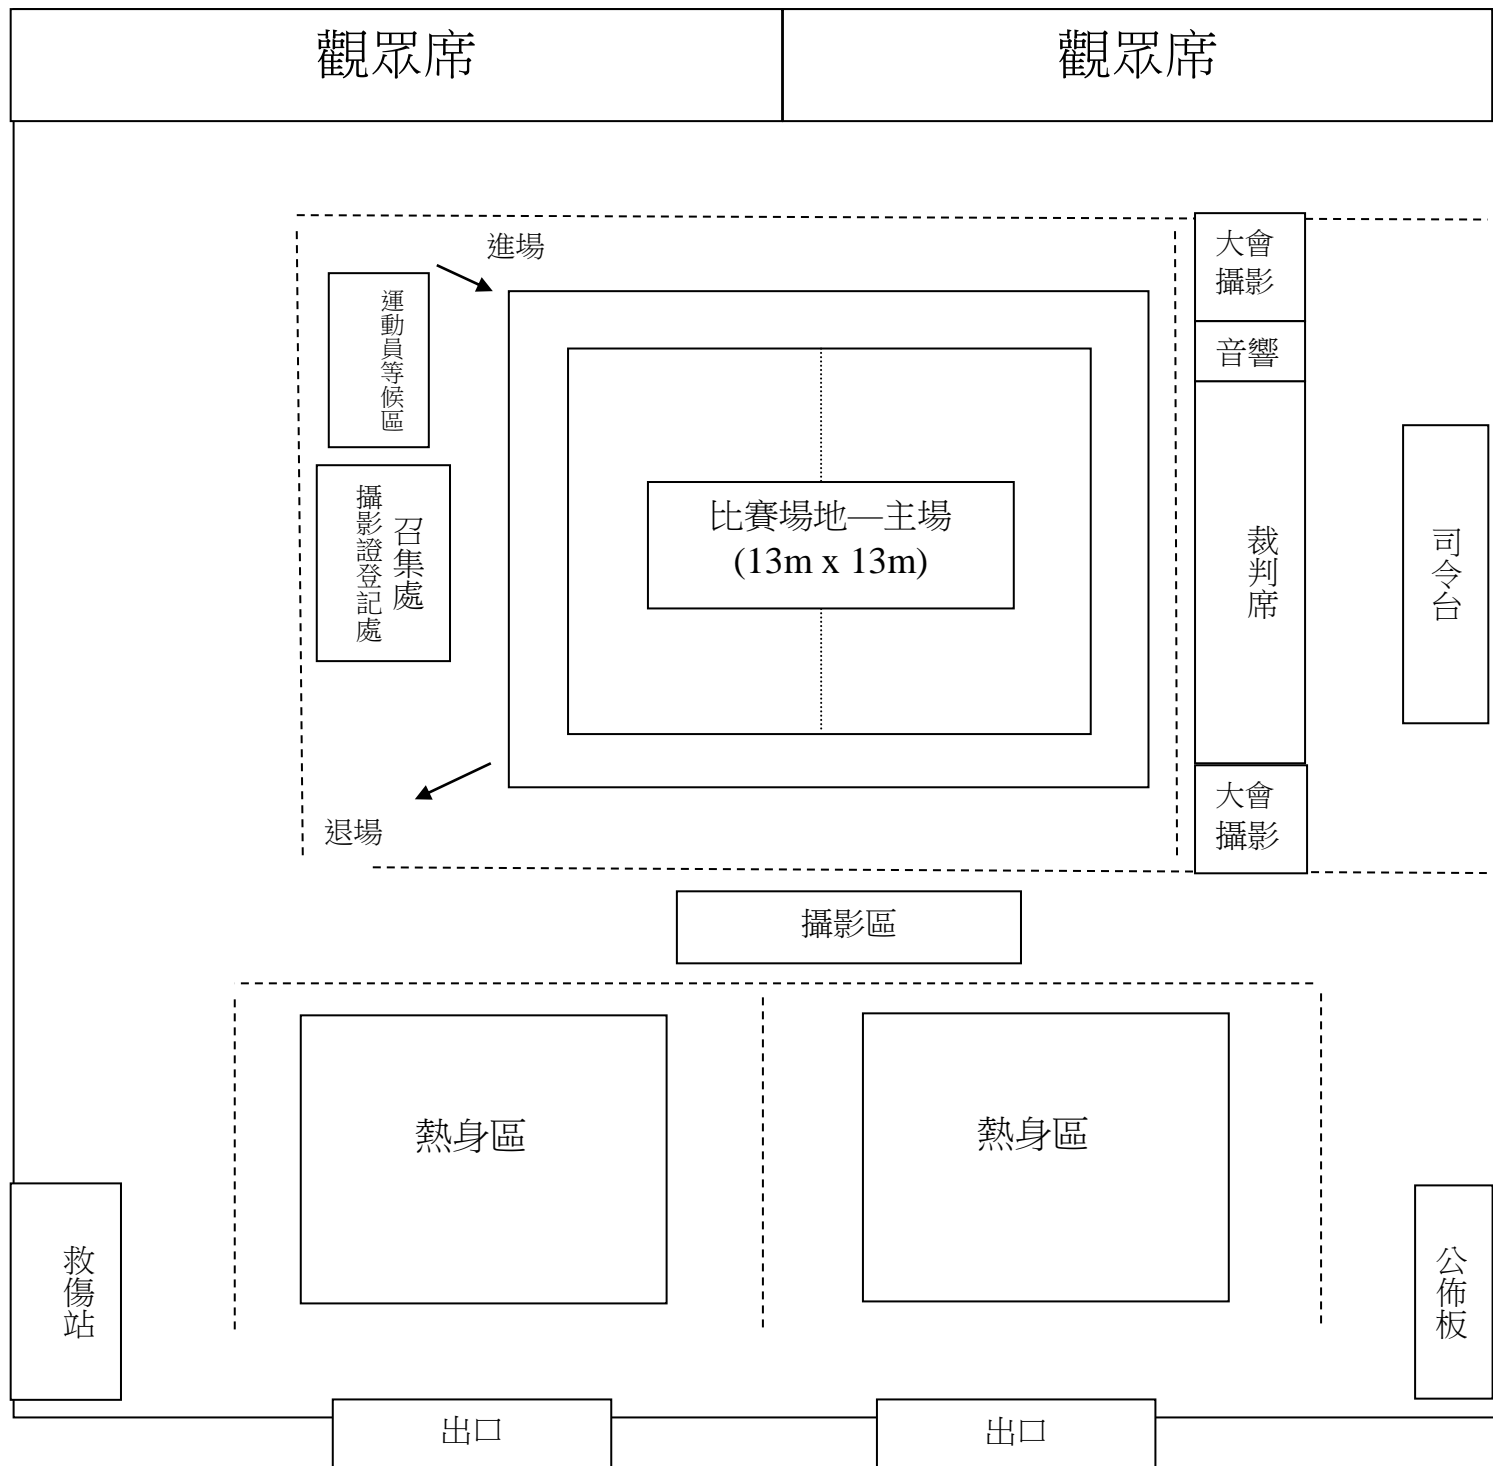 觀眾席
觀眾席
進場
大會
攝影
運動員等候區
音響
比賽場地—主場
(13m x 13m)
召集處
攝影證登記處
裁判席
司令台
退場
大會
攝影
攝影區
熱身區
熱身區
救傷站
公佈板
出口
出口